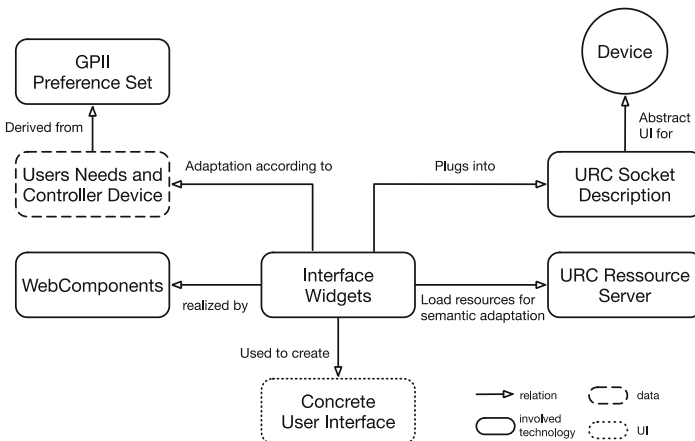 GPII
Preference Set
Device
Derived from
Abstract
UI for
Users Needs and
Controller Device
Adaptation according to
Plugs into
URC Socket
Description
WebComponents
realized by
Interface
Widgets
Load resources for
semantic adaptation
URC Ressource
Server
Used to create
Concrete
User Interface
relation
data
involved
technology
UI